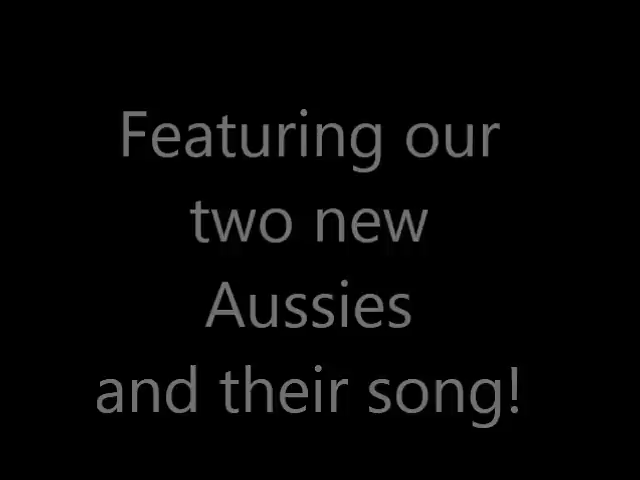 Featuring our
two new
Aussies
and their song!